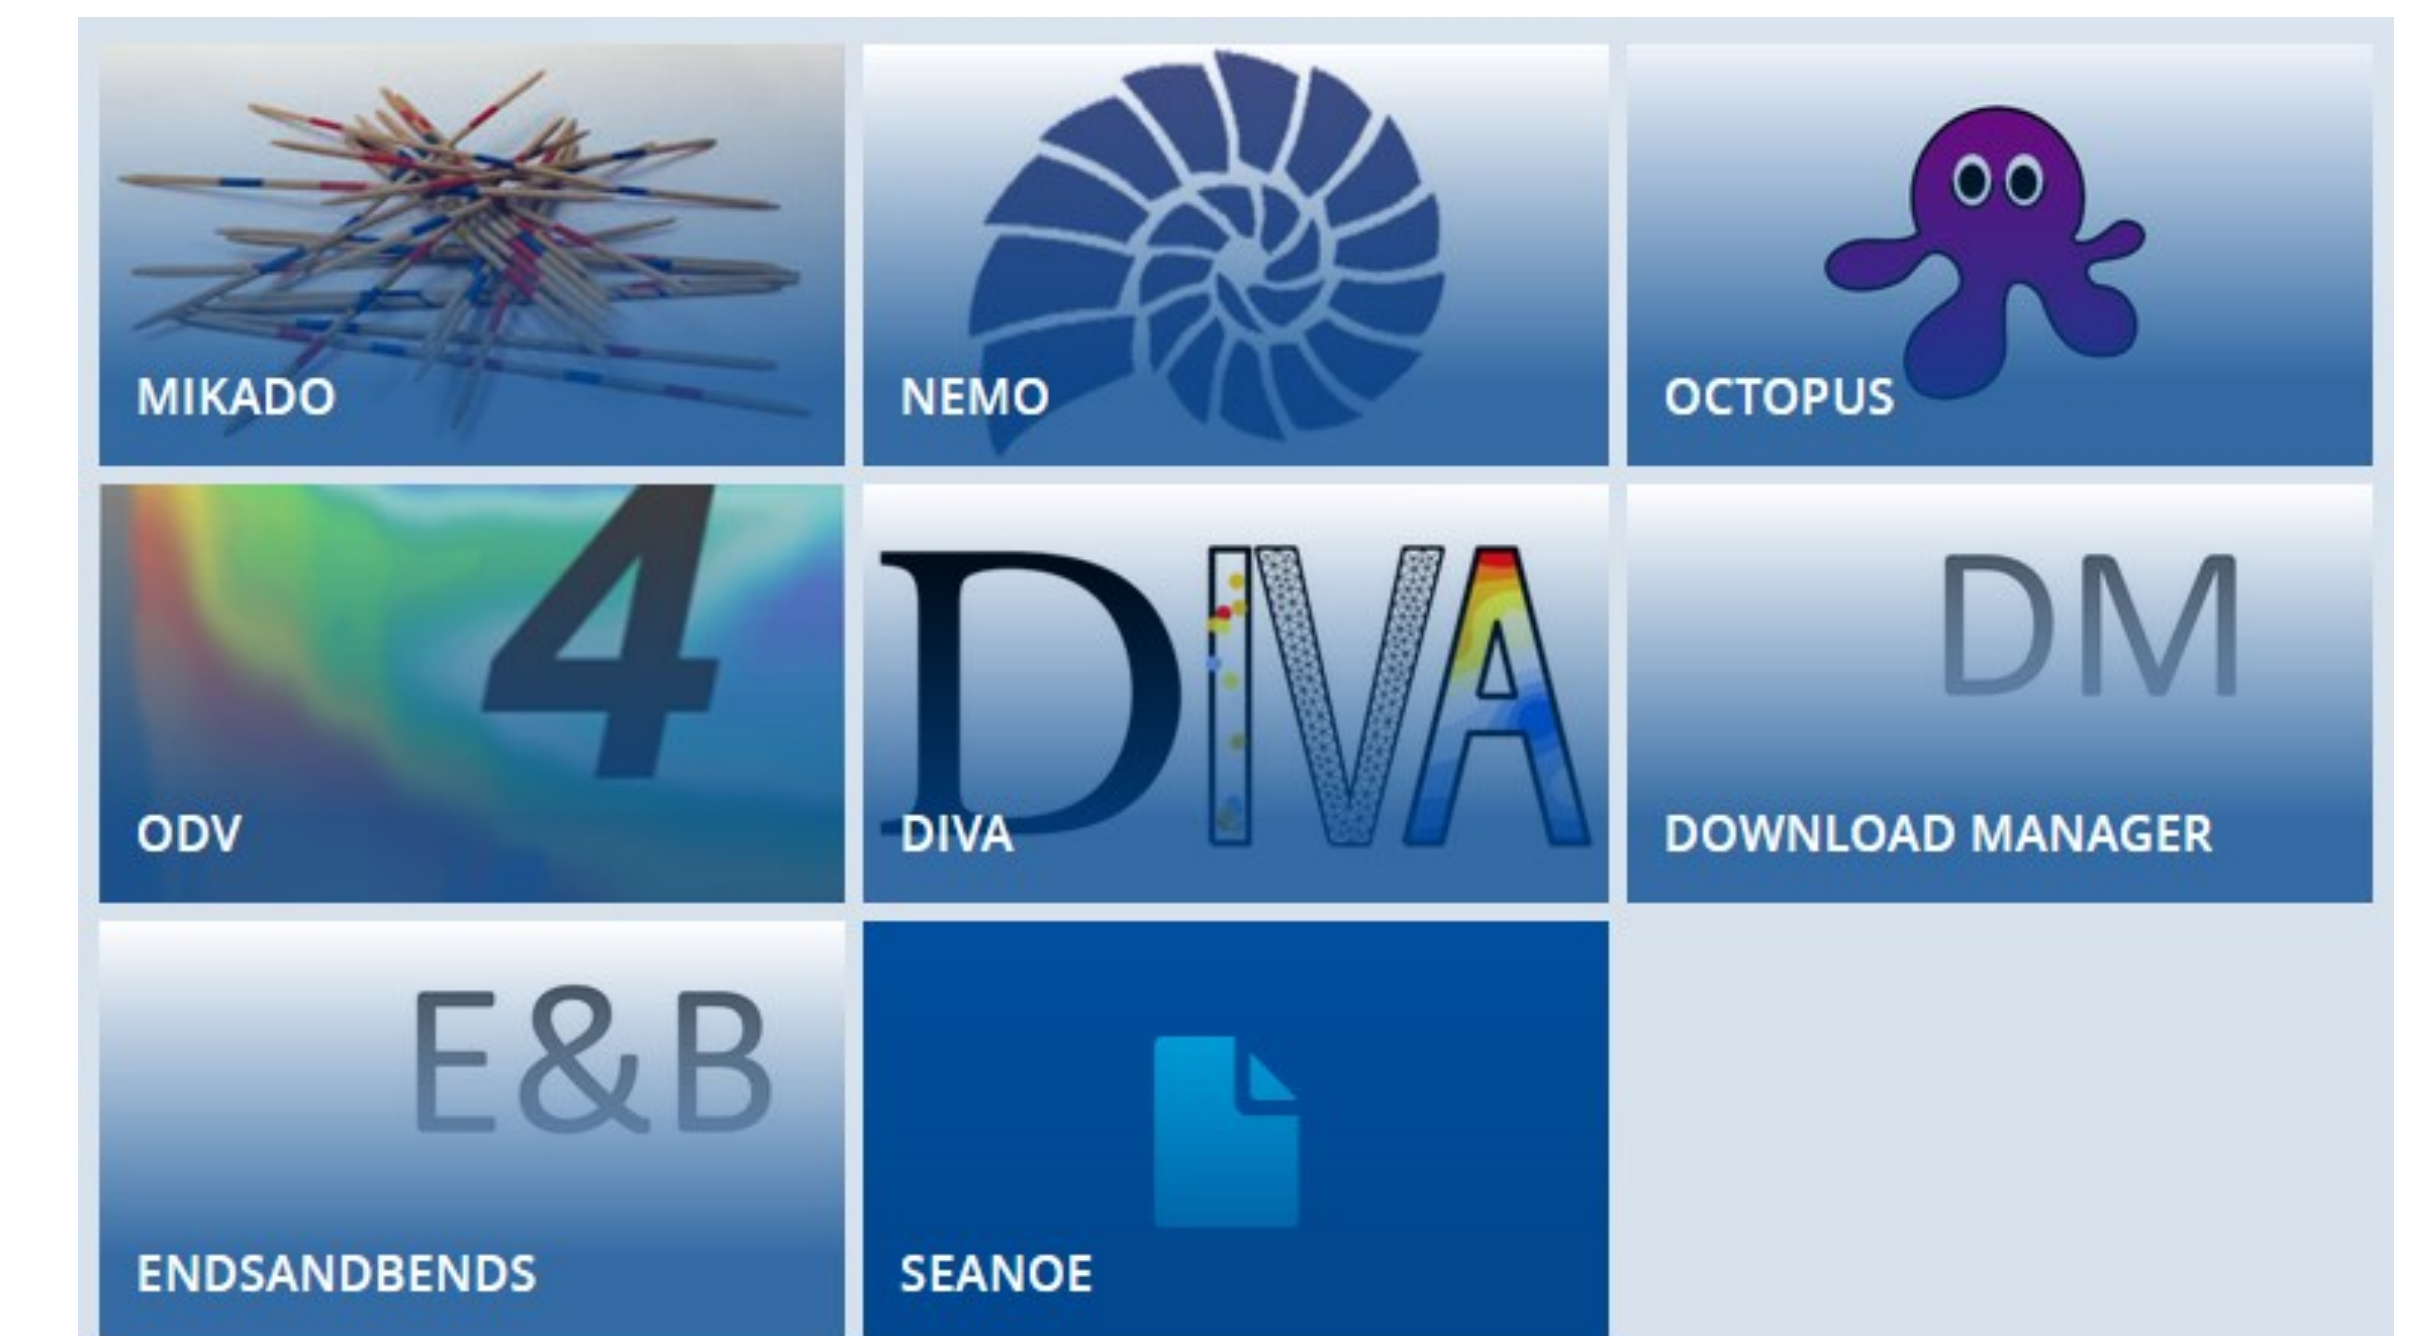 MIKADO
NEMO
OCTOPUS
4
ODV
DIVA
DIVA
DM
DOWNLOAD MANAGER
E&B
ENDSANDBENDS
SEANOE